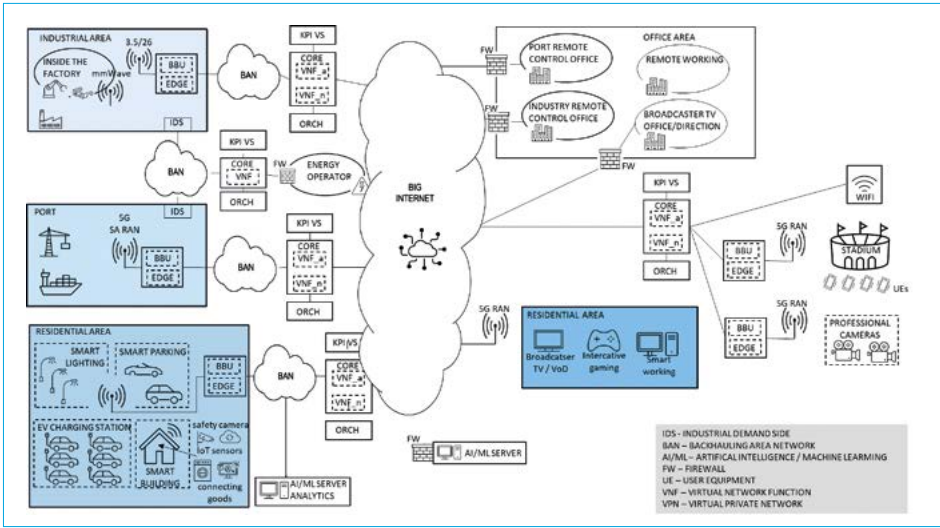 INDUSTRIAL AREA
3.5/26
INSIDE THE
FACTORY
mmWave
BBU
EDGE
IDS
BAN
KPI VS
CORE
VNF_a
VNF_n
ORCH
BAN
KPI VS
CORE
VNF
ORCH
FW
ENERGY
OPERATOR
PORT
IDS
5G
SA RAN
BBU
EDGE
BAN
KPI VS
CORE
VNF_a
VNF_n
ORCH
RESIDENTIAL AREA
SMART
LIGHTING
SMART PARKING
BBU
EDGE
EV CHARGING STATION
SMART
BUILDING
safety camera
IoT sensors
connecting
goods
BAN
KPI VS
CORE
VNF_a
VNF_n
ORCH
AI/ML SERVER
ANALYTICS
BIG
INTERNET
FW
PORT REMOTE
CONTROL OFFICE
FW
INDUSTRY REMOTE
CONTROL OFFICE
OFFICE AREA
REMOTE WORKING
BROADCASTER TV
OFFICE/DIRECTION
FW
KPI VS
CORE
VNF_a
VNF_n
ORCH
WIFI
BBU
EDGE
5G RAN
STADIUM
UEs
BBU
EDGE
5G RAN
PROFESSIONAL
CAMERAS
5G RAN
RESIDENTIAL AREA
Broadcatser
TV / VoD
Intercative
gaming
Smart
working
FW
AI/ML SERVER
IDS - INDUSTRIAL DEMAND SIDE
BAN – BACKHAULING AREA NETWORK
AI/ML – ARTIFICAL INTELLIGENCE / MACHINE LEARNING
FW – FIREWALL
UE – USER EQUIPMENT
VNF – VIRTUAL NETWORK FUNCTION
VPN – VIRTUAL PRIVATE NETWORK